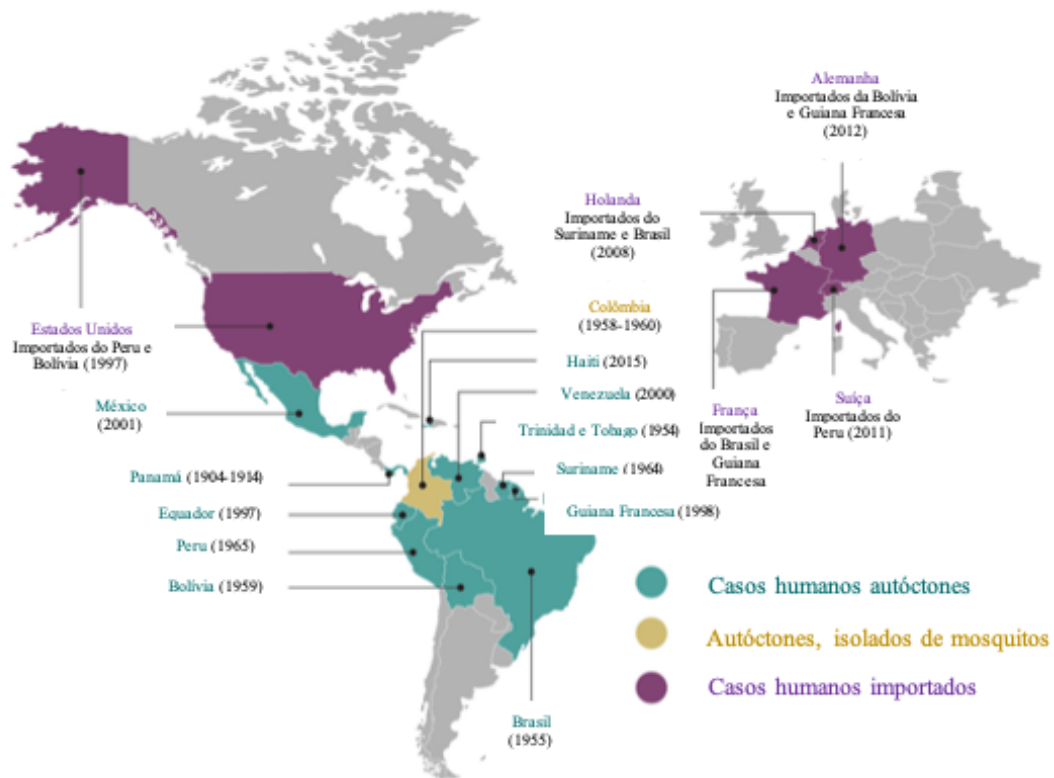 Alemanha
Importados da Bolívia
e Guiana Francesa
(2012)
Holanda
Importados do
Suriname e Brasil
(2008)
Estados Unidos
Importados do Peru e
Bolívia (1997)
Colômbia
(1958-1960)
Haiti (2015)
Venezuela (2000)
México
(2001)
Trinidad e Tobago (1954)
França
Importados
do Brasil e
Guiana
Francesa
Suíça
Importados do
Peru (2011)
Panamá (1904-1914)
Suriname (1964)
Equador (1997)
Guiana Francesa (1998)
Peru (1965)
Bolívia (1959)
Casos humanos autóctones
Autóctones, isolados de mosquitos
Casos humanos importados
Brasil
(1955)